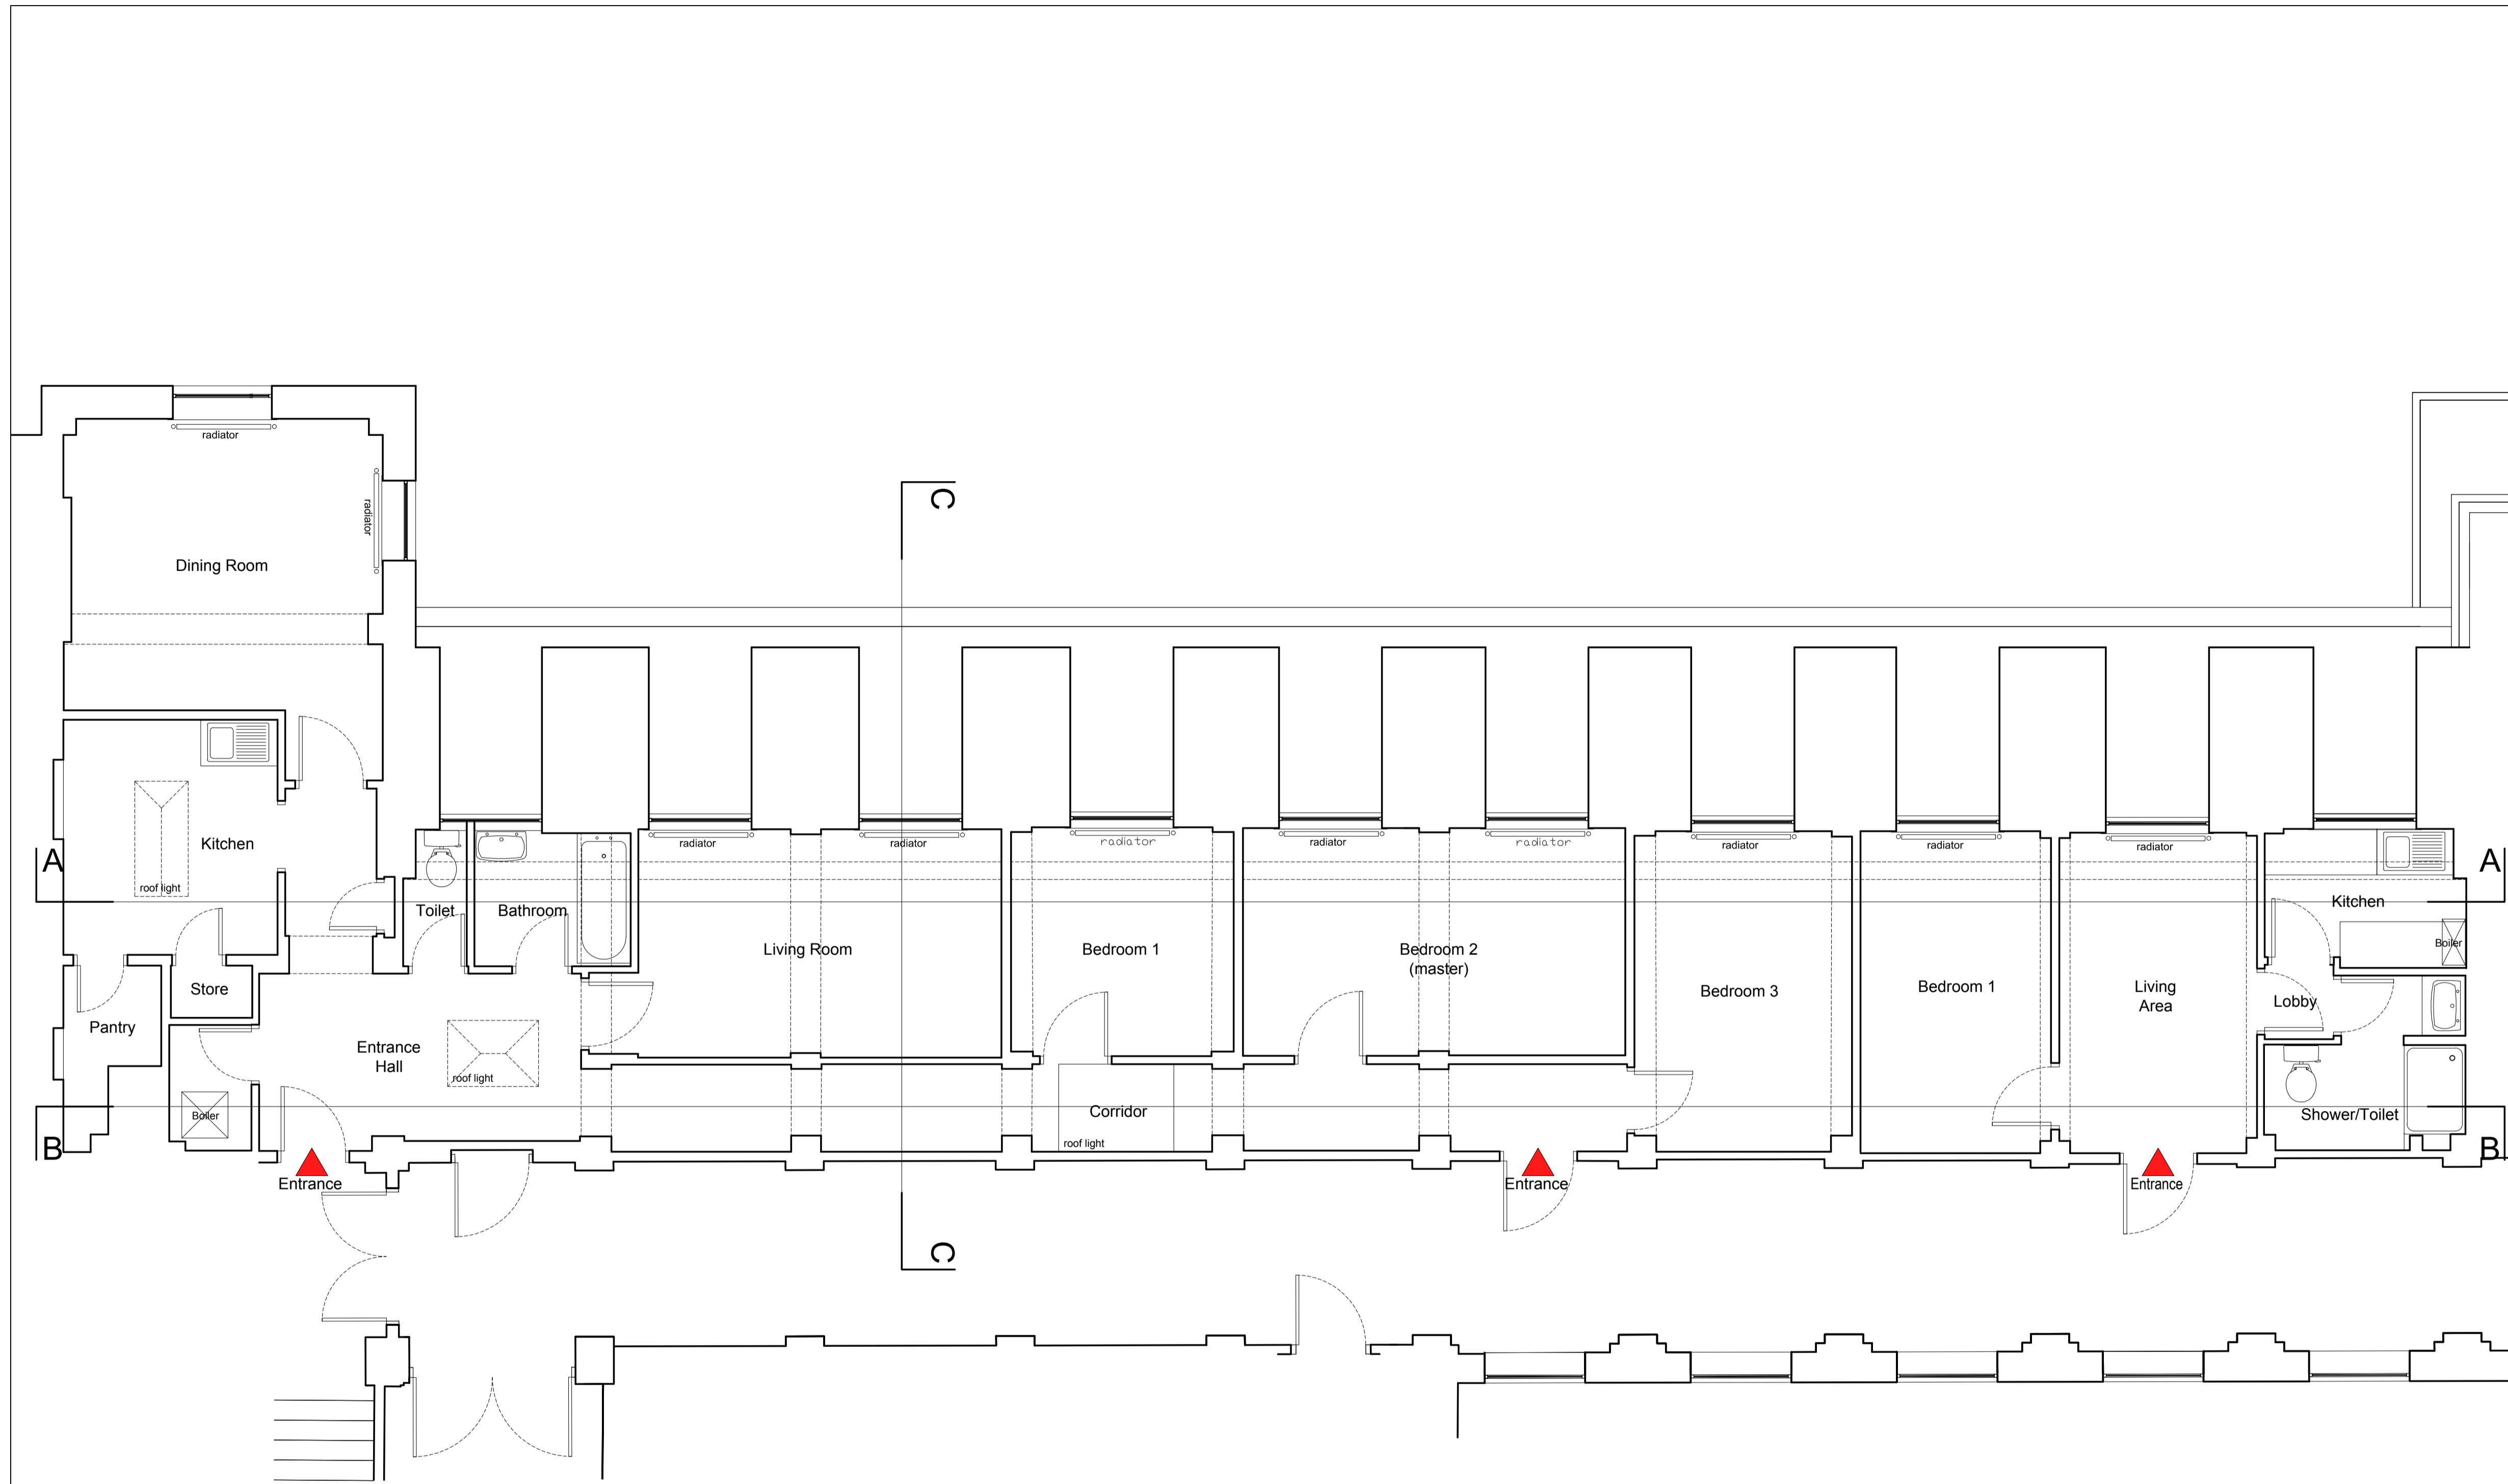 radiator
radiator
C
Dining Room
Kitchen
roof light
A
Toilet
Bathroom
radiator
radiator
radiator
radiator
radiator
radiator
radiator
radiator
A
Kitchen
Boiler
Living Room
Bedroom 1
Bedroom 2
(master)
Bedroom 3
Bedroom 1
Living
Area
Lobby
Store
Pantry
Entrance
Hall
roof light
Boiler
Corridor
roof light
Shower/Toilet
B
B
Entrance
Entrance
Entrance
C